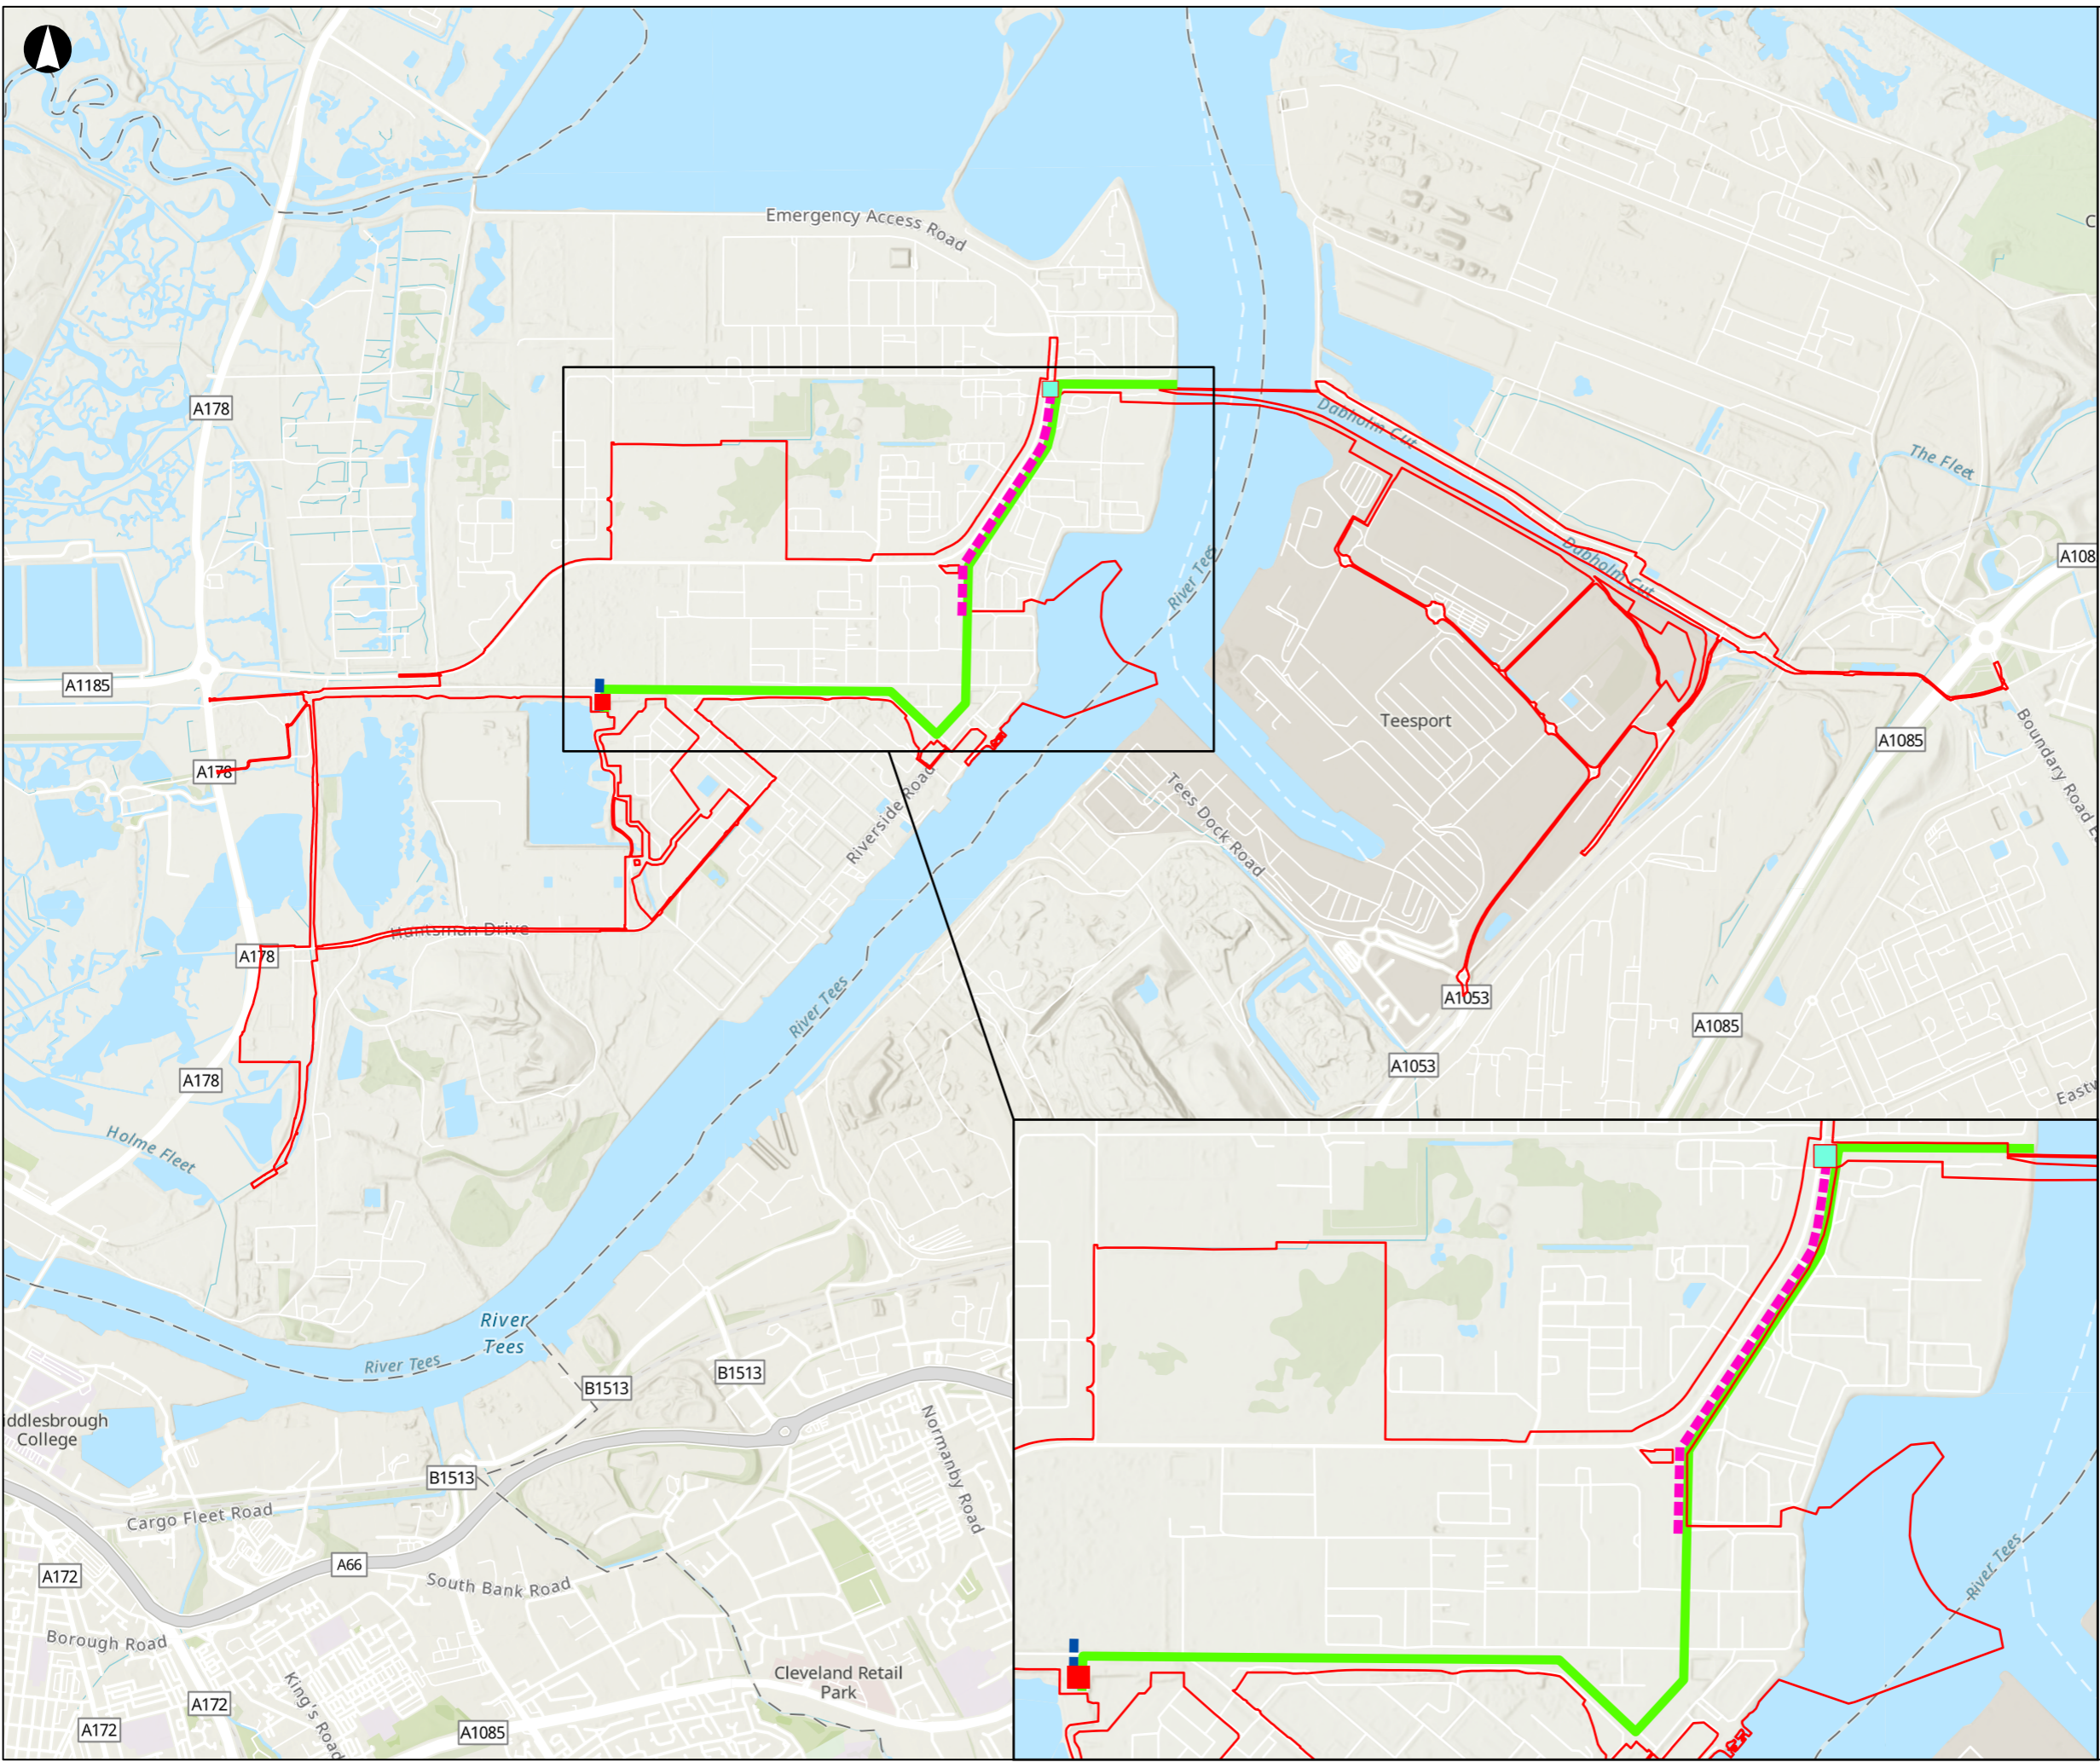 Emergency Access Road
C
A178
Dabholm Cut
The Fleet
Dabholm Cut
A108
River Tees
A1185
Teesport
A1085
Boundary Road E
A178
Tees Dock Road
Riverside Road
Huntsman Drive
A178
River Tees
A1053
A1085
A1053
A178
Eastw
Holme Fleet
River
Tees
River Tees
B1513
B1513
iddlesbrough
College
Normanby Road
B1513
Cargo Fleet Road
A66
A172
South Bank Road
River Tees
Borough Road
Cleveland Retail
Park
King's Road
A172
A172
A1085